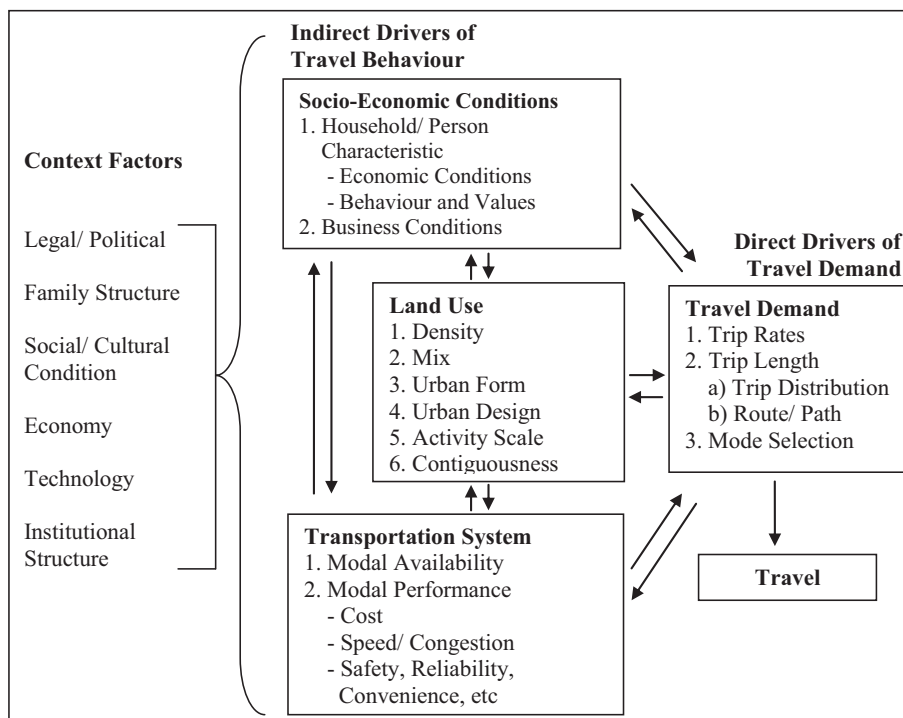 Indirect Drivers of
Travel Behaviour
Context Factors
Legal/ Political
Family Structure
Social/ Cultural
Condition
Economy
Technology
Institutional
Structure
Socio-Economic Conditions
1. Household/ Person
Characteristic
- Economic Conditions
- Behaviour and Values
2. Business Conditions
Land Use
1. Density
2. Mix
3. Urban Form
4. Urban Design
5. Activity Scale
6. Contiguousness
Transportation System
1. Modal Availability
2. Modal Performance
- Cost
- Speed/ Congestion
- Safety, Reliability,
Convenience, etc
Direct Drivers of
Travel Demand
Travel Demand
1. Trip Rates
2. Trip Length
a) Trip Distribution
b) Route/ Path
3. Mode Selection
Travel